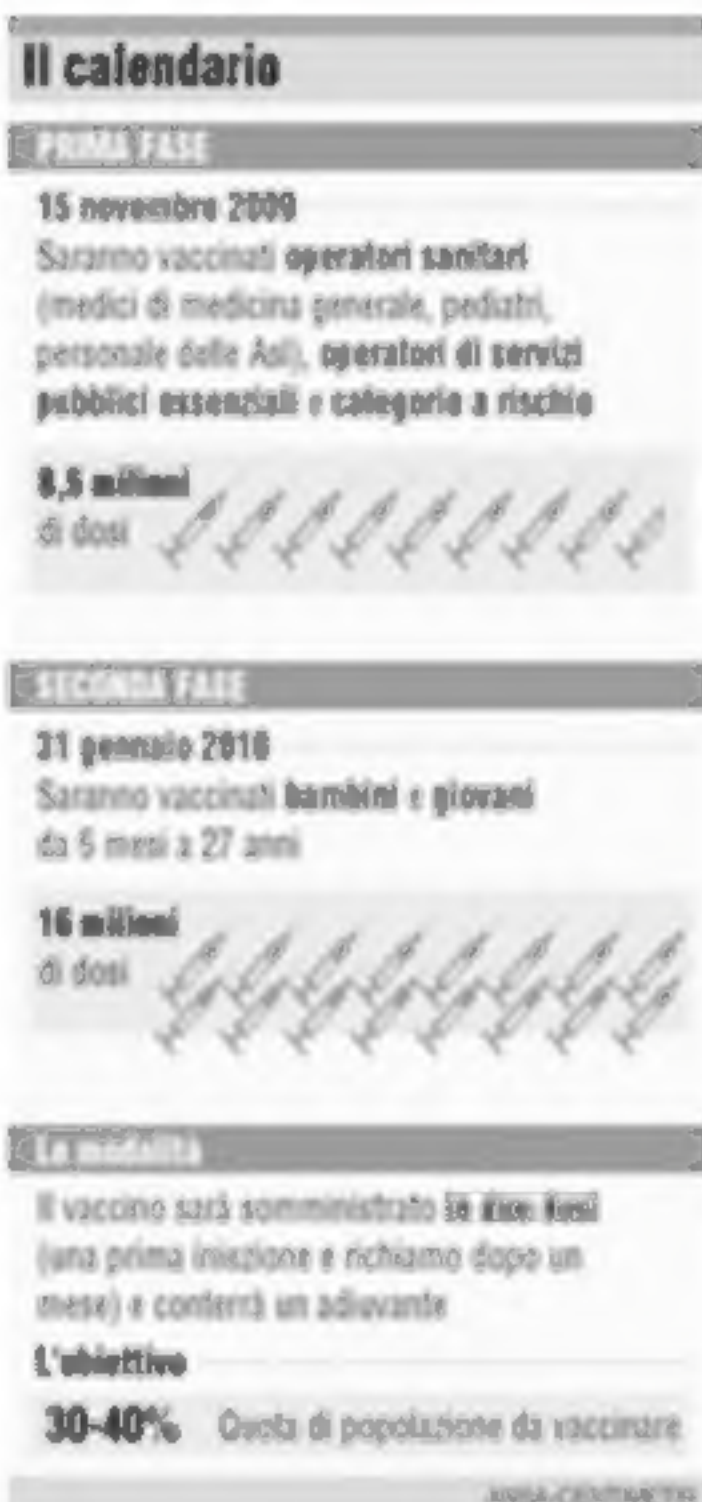 Il calendario
PRIMA FASE
15 novembre 2009
Saranno vaccinati operatori sanitari
(medici di medicina generale, pediatri,
personale delle Asl), operatori di servizi
pubblici essenziali e categorie a rischio
8,5 milioni
di dosi
SECONDA FASE
31 gennaio 2010
Saranno vaccinati bambini e giovani
da 6 mesi a 27 anni
16 milioni
di dosi
Le modalità
Il vaccino sarà somministrato in due dosi
(una prima iniezione e richiamo dopo un
mese) e conterrà un adiuvante
L'obiettivo
30-40% Quota di popolazione da vaccinare